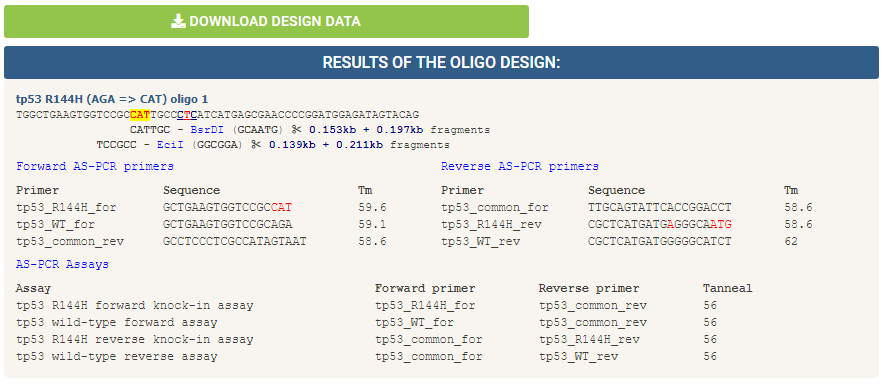 DOWNLOAD DESIGN DATA
RESULTS OF THE OLIGO DESIGN:
tp53 R144H (AGA => CAT) oligo 1
TGGCTGAAGTGGTCCGCCATTGCCCTCATCATGAGCGAACCCCGGATGGAGATAGTACAG
CATTGC - BsrDI (GCAATG) ✂ 0.153kb + 0.197kb fragments
TCCGCC - EciI (GGCGGA) ✂ 0.139kb + 0.211kb fragments
Forward AS-PCR primers Reverse AS-PCR primers
Primer Sequence Tm Primer Sequence Tm
tp53_R144H_for GCTGAAGTGGTCCGCCAT 59.6 tp53_common_for TTGCAGTATTCACCGGACCT 58.6
tp53_WT_for GCTGAAGTGGTCCGCAGA 59.1 tp53_R144H_rev CGCTCATGATGAGGGCAATG 58.6
tp53_common_rev GCCTCCCTCGCCATAGTAAT 58.6 tp53_WT_rev CGCTCATGATGGGGGCATCT 62
AS-PCR Assays
Assay Forward primer Reverse primer Tanneal
tp53 R144H forward knock-in assay tp53_R144H_for tp53_common_rev 56
tp53 wild-type forward assay tp53_WT_for tp53_common_rev 56
tp53 R144H reverse knock-in assay tp53_common_for tp53_R144H_rev 56
tp53 wild-type reverse assay tp53_common_for tp53_WT_rev 56